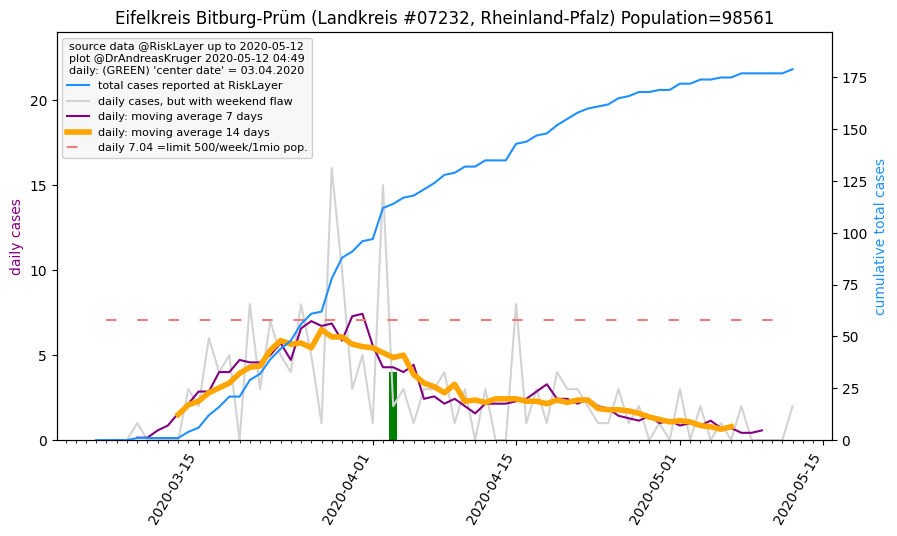 Eifelkreis Bitburg-Prüm (Landkreis #07232, Rheinland-Pfalz) Population=98561
source data @RiskLayer up to 2020-05-12
plot @DrAndreasKruger 2020-05-12 04:49
daily: (GREEN) 'center date' = 03.04.2020
total cases reported at RiskLayer
daily cases, but with weekend flaw
daily: moving average 7 days
daily: moving average 14 days
daily 7.04 =limit 500/week/1mio pop.
daily cases
0
5
10
15
20
cumulative total cases
0
25
50
75
100
125
150
175
2020-03-15
2020-04-01
2020-04-15
2020-05-01
2020-05-15